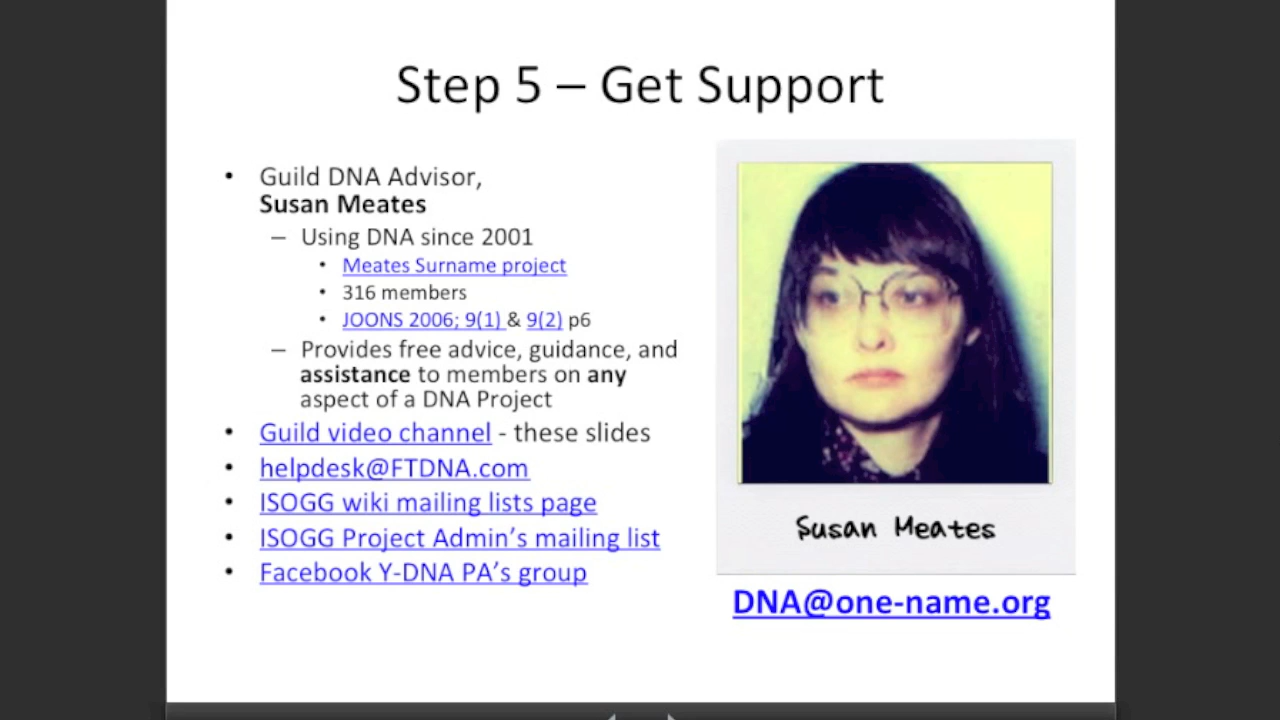 Step 5 – Get Support
• Guild DNA Advisor,
Susan Meates
– Using DNA since 2001
• Meates Surname project
• 316 members
• JOONS 2006; 9(1) & 9(2) p6
– Provides free advice, guidance, and
assistance to members on any
aspect of a DNA Project
• Guild video channel - these slides
• helpdesk@FTDNA.com
• ISOGG wiki mailing lists page
• ISOGG Project Admin’s mailing list
• Facebook Y-DNA PA’s group
Susan Meates
DNA@one-name.org